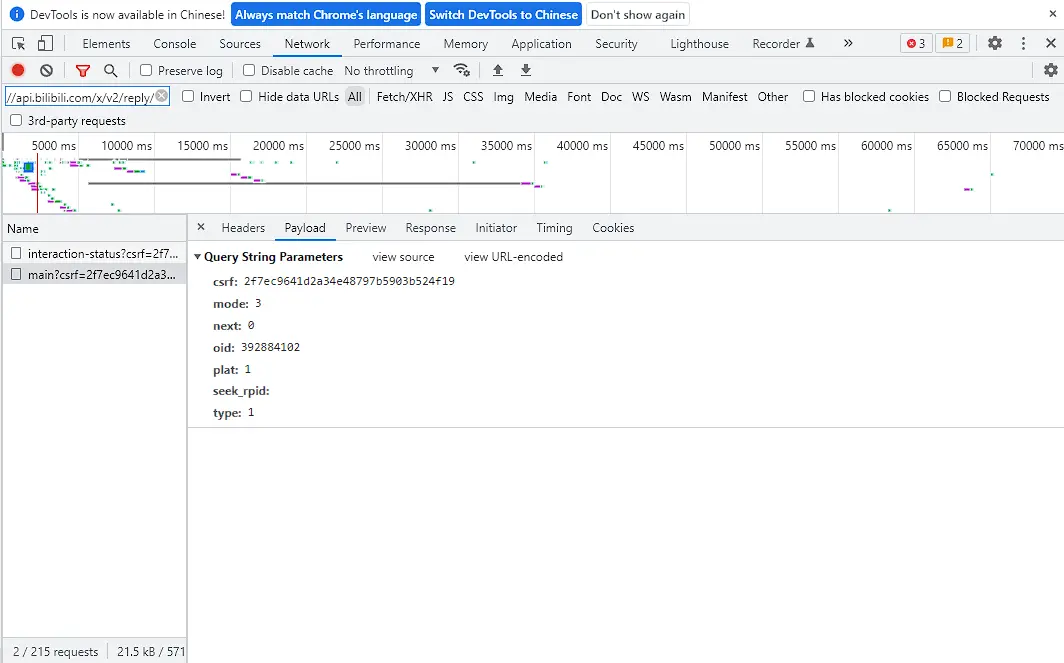 DevTools is now available in Chinese! Always match Chrome's language Switch DevTools to Chinese Don't show again
Elements Console Sources Network Performance Memory Application Security Lighthouse Recorder 3 2
Preserve log Disable cache No throttling
//api.bilibili.com/x/v2/reply/ Invert Hide data URLs All Fetch/XHR JS CSS Img Media Font Doc WS Wasm Manifest Other Has blocked cookies Blocked Requests
3rd-party requests
5000 ms 10000 ms 15000 ms 20000 ms 25000 ms 30000 ms 35000 ms 40000 ms 45000 ms 50000 ms 55000 ms 60000 ms 65000 ms 70000 ms
Name Headers Payload Preview Response Initiator Timing Cookies
interaction-status?csrf=2f7...
main?csrf=2f7ec9641d2a3...
Query String Parameters view source view URL-encoded
csrf: 2f7ec9641d2a34e48797b5903b524f19
mode: 3
next: 0
oid: 392884102
plat: 1
seek_rpid:
type: 1
2 / 215 requests 21.5 kB / 571